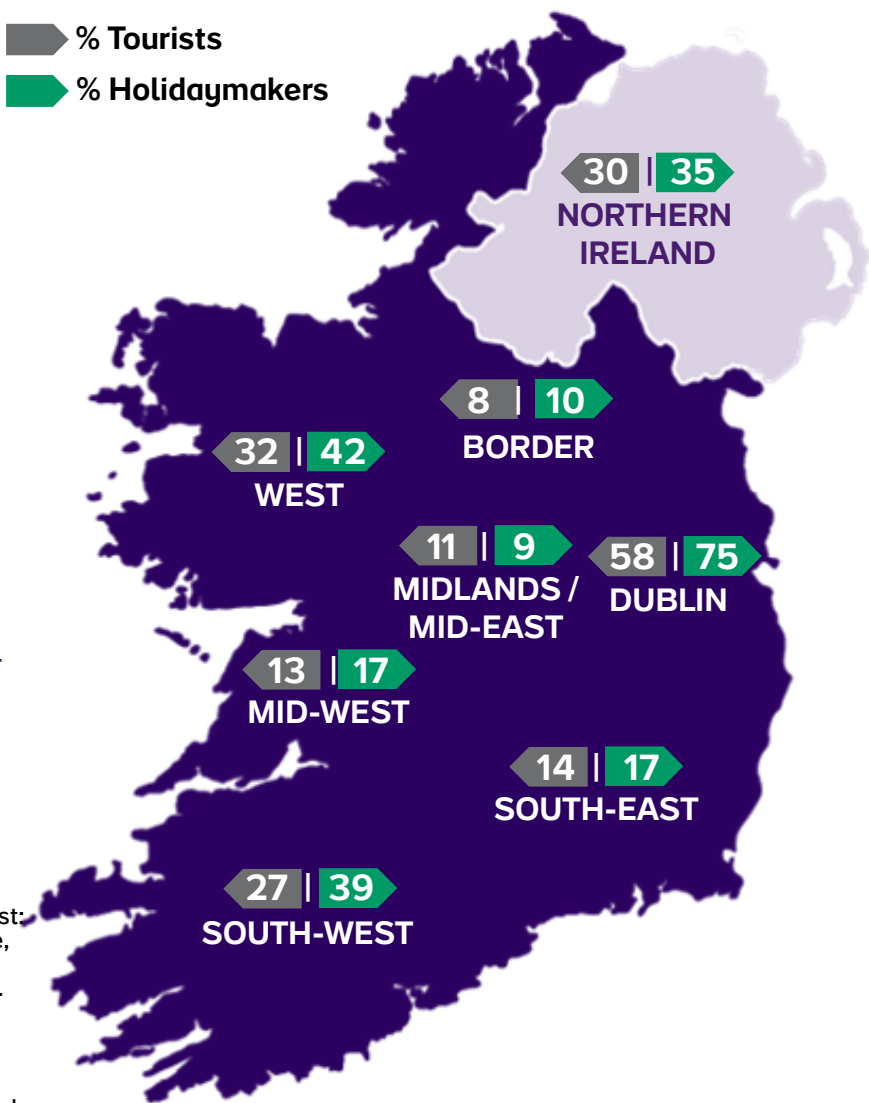 % Tourists
% Holidaymakers
30 | 35
NORTHERN
IRELAND
8 | 10
BORDER
32 | 42
WEST
11 | 9
MIDLANDS /
MID-EAST
58 | 75
DUBLIN
13 | 17
MID-WEST
14 | 17
SOUTH-EAST
27 | 39
SOUTH-WEST
st:
e,